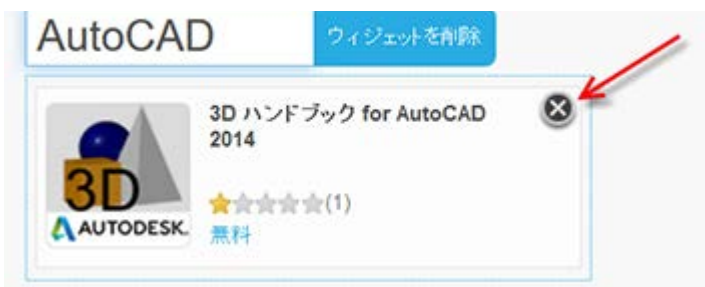 AutoCAD
ウィジェットを削除
3D ハンドブック for AutoCAD
2014
3D
AUTODESK.
(1)
無料